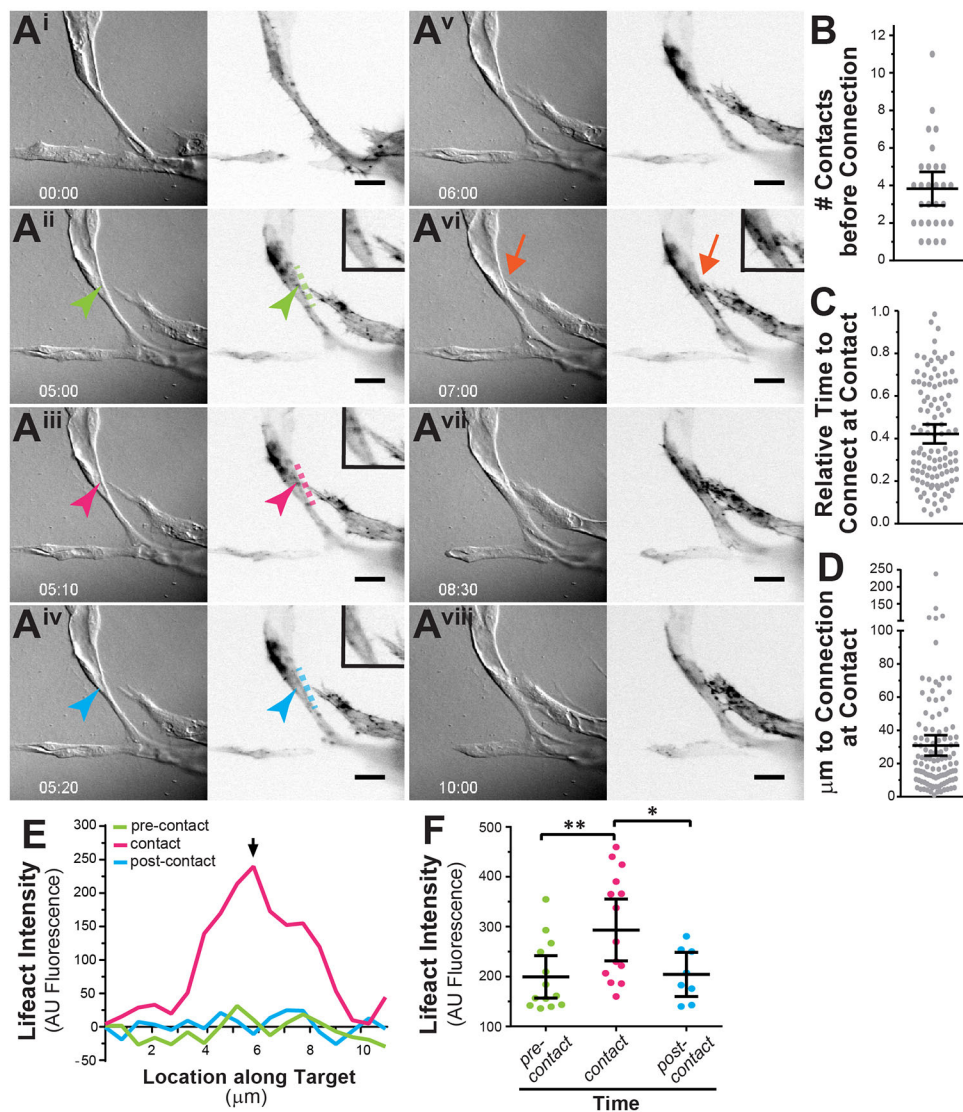 Ai
00:00
Av
06:00
Aii
05:00
Avi
07:00
Aiii
05:10
Avii
08:30
Aiv
05:20
Aviii
10:00
B
# Contacts
before Connection
12
10
8
6
4
2
0
C
Relative Time to
Connect at Contact
1.0
0.8
0.6
0.4
0.2
0.0
D
μm to Connection
at Contact
250
200
150
100
80
60
40
20
0
E
Lifeact Intensity
(AU Fluorescence)
300
250
200
150
100
50
0
-50
pre-contact
contact
post-contact
2
4
6
8
10
Location along Target
(μm)
F
Lifeact Intensity
(AU Fluorescence)
500
400
300
200
100
**
*
pre-
contact
contact
post-
contact
Time